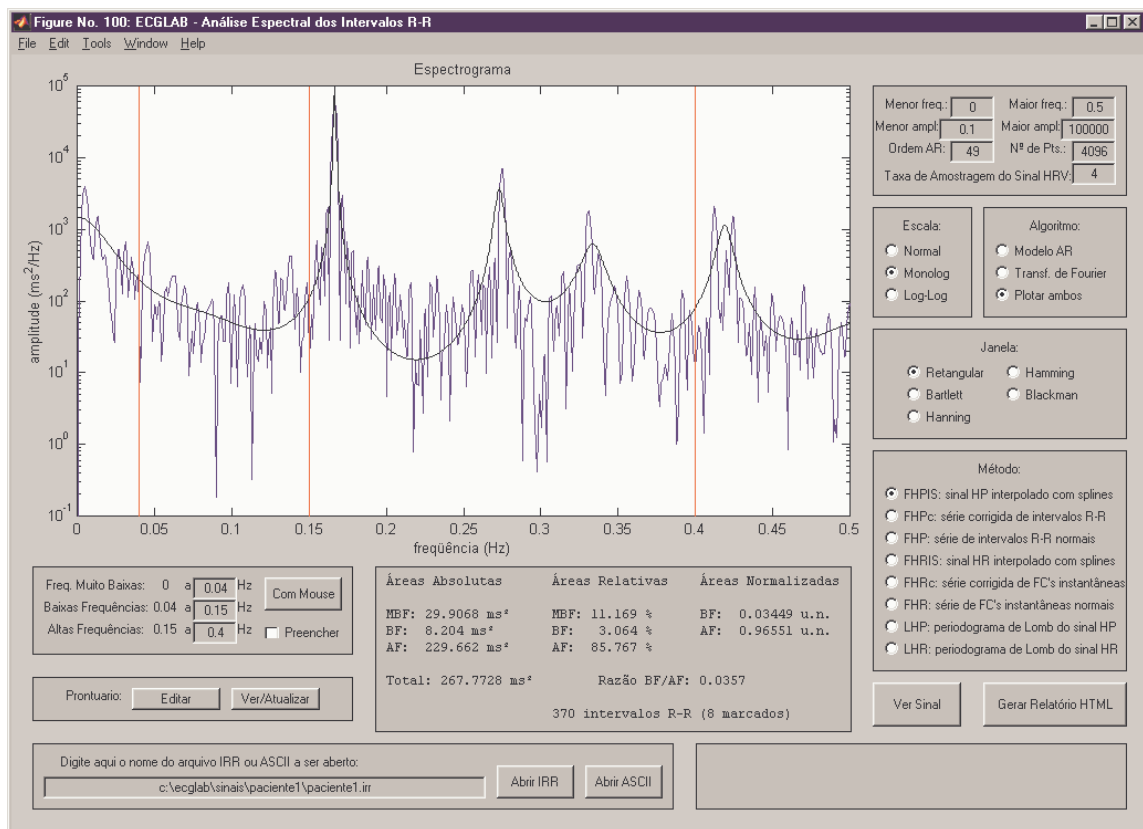 Figure No. 100: ECGLAB - Análise Espectral dos Intervalos R-R
File Edit Tools Window Help
Espectrograma
amplitude (ms²/Hz)
10⁵
10⁴
10³
10²
10¹
10⁰
10⁻¹
0 0.05 0.1 0.15 0.2 0.25 0.3 0.35 0.4 0.45 0.5
freqüência (Hz)
Menor freq.: 0 Maior freq.: 0.5
Menor ampl: 0.1 Maior ampl: 100000
Ordem AR: 49 Nº de Pts.: 4096
Taxa de Amostragem do Sinal HRV: 4
Escala:
Normal
Monolog
Log-Log
Algoritmo:
Modelo AR
Transf. de Fourier
Plotar ambos
Janela:
Retangular Hamming
Bartlett Blackman
Hanning
Método:
FHPIS: sinal HP interpolado com splines
FHPc: série corrigida de intervalos R-R
FHP: série de intervalos R-R normais
FHRIS: sinal HR interpolado com splines
FHRc: série corrigida de FC's instantâneas
FHR: série de FC's instantâneas normais
LHP: periodograma de Lomb do sinal HP
LHR: periodograma de Lomb do sinal HR
Freq. Muito Baixas: 0 a 0.04 Hz
Baixas Frequências: 0.04 a 0.15 Hz
Altas Frequências: 0.15 a 0.4 Hz
Com Mouse
Preencher
Áreas Absolutas Áreas Relativas Áreas Normalizadas
MBF: 29.9068 ms² MBF: 11.169 % BF: 0.03449 u.n.
BF: 8.204 ms² BF: 3.064 % AF: 0.96551 u.n.
AF: 229.662 ms² AF: 85.767 %
Total: 267.7728 ms² Razão BF/AF: 0.0357
370 intervalos R-R (8 marcados)
Prontuario: Editar Ver/Atualizar
Ver Sinal Gerar Relatório HTML
Digite aqui o nome do arquivo IRR ou ASCII a ser aberto:
c:\ecglab\sinais\paciente1\paciente1.irr Abrir IRR Abrir ASCII